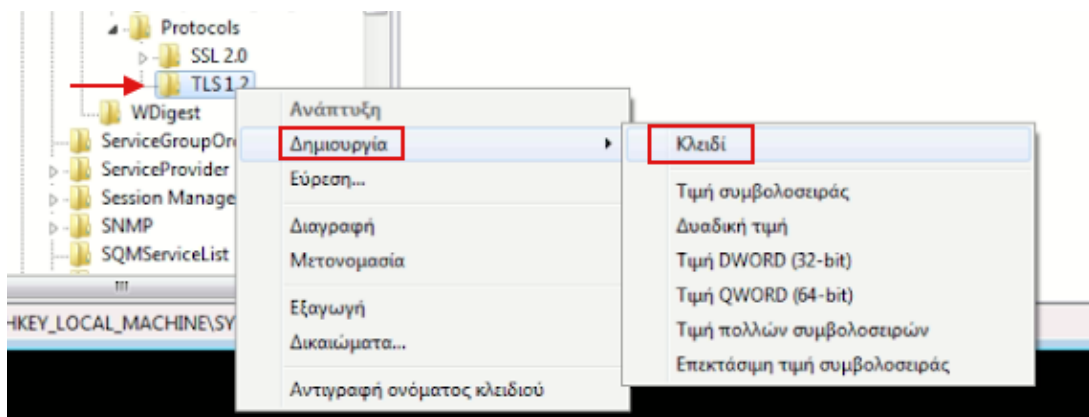 Protocols
SSL 2.0
TLS 1.2
WDigest
ServiceGroupOr
ServiceProvider
Session Manage
SNMP
SQMServiceList
HKEY_LOCAL_MACHINE\SY
Ανάπτυξη
Δημιουργία
Εύρεση...
Διαγραφή
Μετονομασία
Εξαγωγή
Δικαιώματα...
Αντιγραφή ονόματος κλειδιού
Κλειδί
Τιμή συμβολοσειράς
Δυαδική τιμή
Τιμή DWORD (32-bit)
Τιμή QWORD (64-bit)
Τιμή πολλών συμβολοσειρών
Επεκτάσιμη τιμή συμβολοσειράς